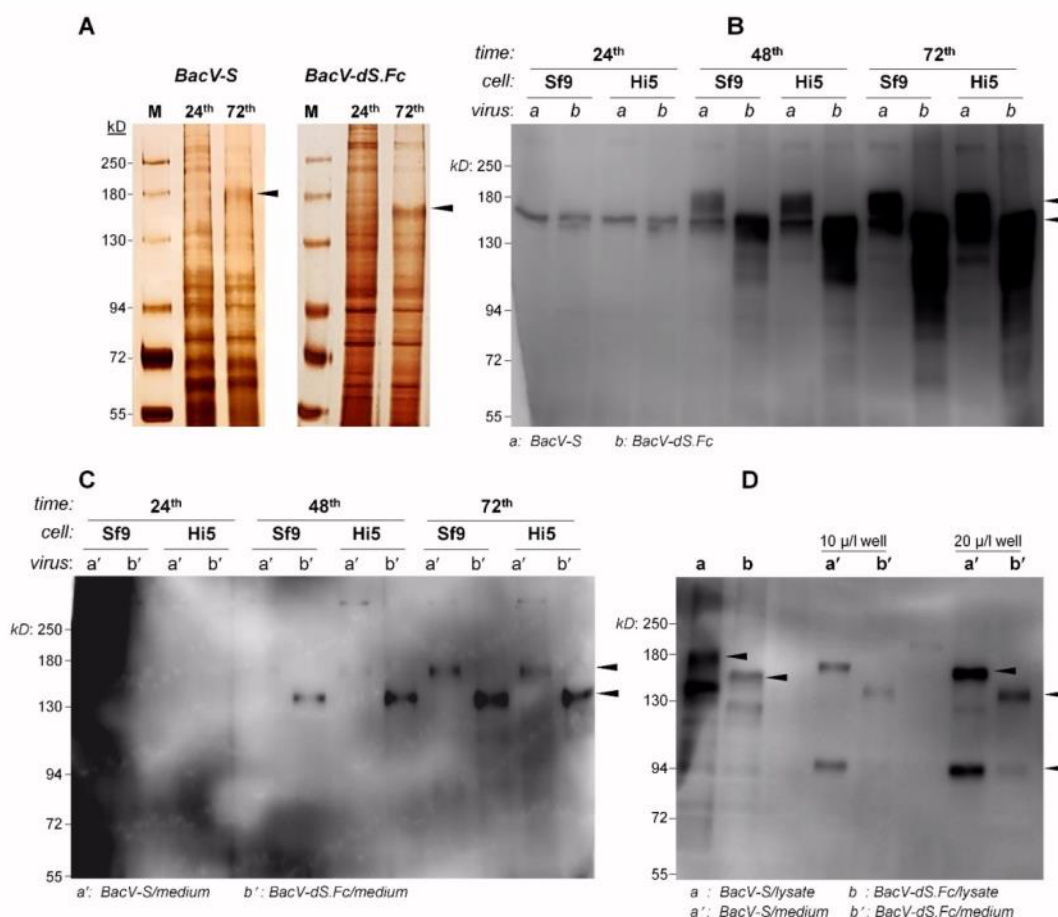 A
BacV-S BacV-dS.Fc
M 24th 72th M 24th 72th
kD
250
180
130
94
72
55
B
time: 24th 48th 72th
cell: Sf9 Hi5 Sf9 Hi5 Sf9 Hi5
virus: a b a b a b a b a b a b
kD: 250
180
130
94
72
55
a: BacV-S b: BacV-dS.Fc
C
time: 24th 48th 72th
cell: Sf9 Hi5 Sf9 Hi5 Sf9 Hi5
virus: a′ b′ a′ b′ a′ b′ a′ b′ a′ b′ a′ b′
kD: 250
180
130
94
72
55
a′: BacV-S/medium b′: BacV-dS.Fc/medium
D
10 µ/l well 20 µ/l well
a b a′ b′ a′ b′
kD: 250
180
130
94
72
55
a : BacV-S/lysate b : BacV-dS.Fc/lysate
a′ : BacV-S/medium b′ : BacV-dS.Fc/medium